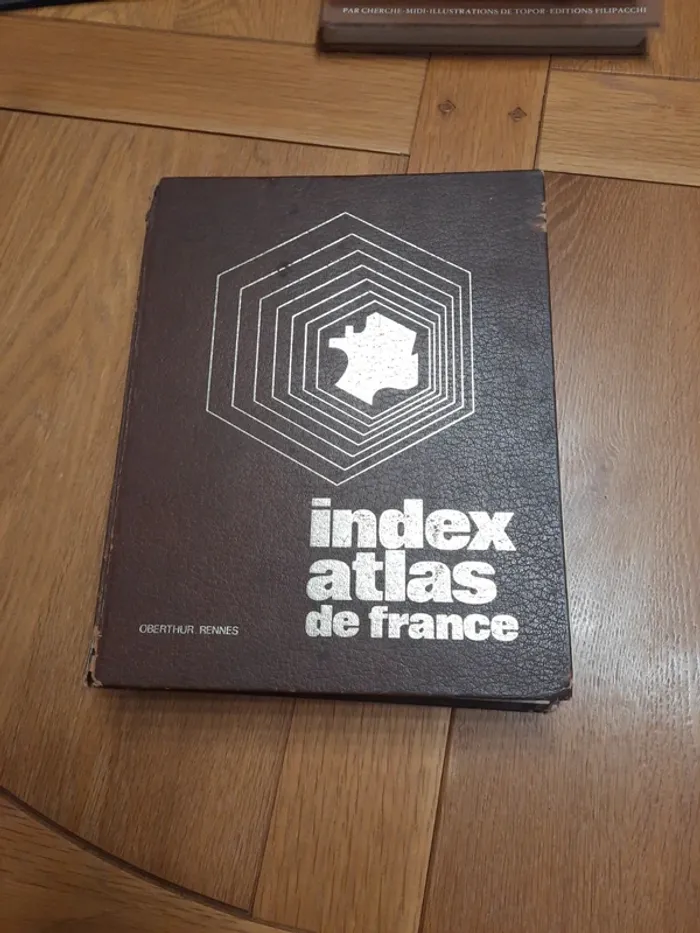 PAR CHERCHE-MIDI·ILLUSTRATIONS DE TOPOR·EDITIONS FILIPACCHI
index
atlas
de france
OBERTHUR. RENNES